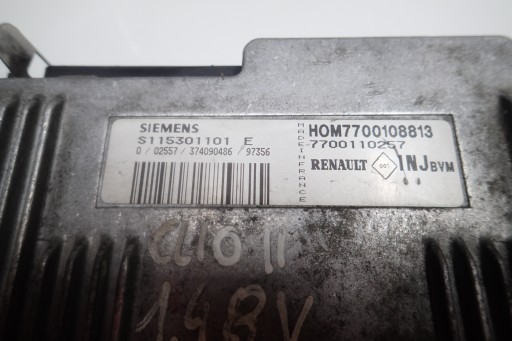 SIEMENS
S115301101 E
0 / 02557 / 374090486 / 97356
MADE IN FRANCE
HOM7700108813
7700110257
RENAULT 001 INJ BVM
CLIO II
1.4 8V